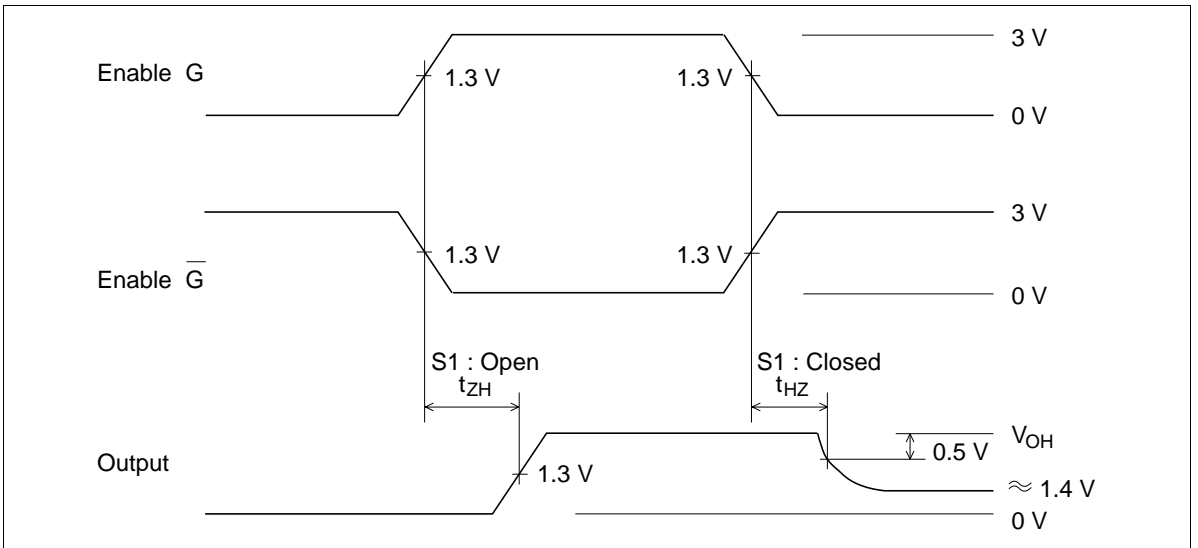 3 V
Enable G
1.3 V
1.3 V
0 V
3 V
1.3 V
1.3 V
Enable G̅
0 V
S1 : Open
tZH
S1 : Closed
tHZ
VOH
0.5 V
Output
1.3 V
≈ 1.4 V
0 V